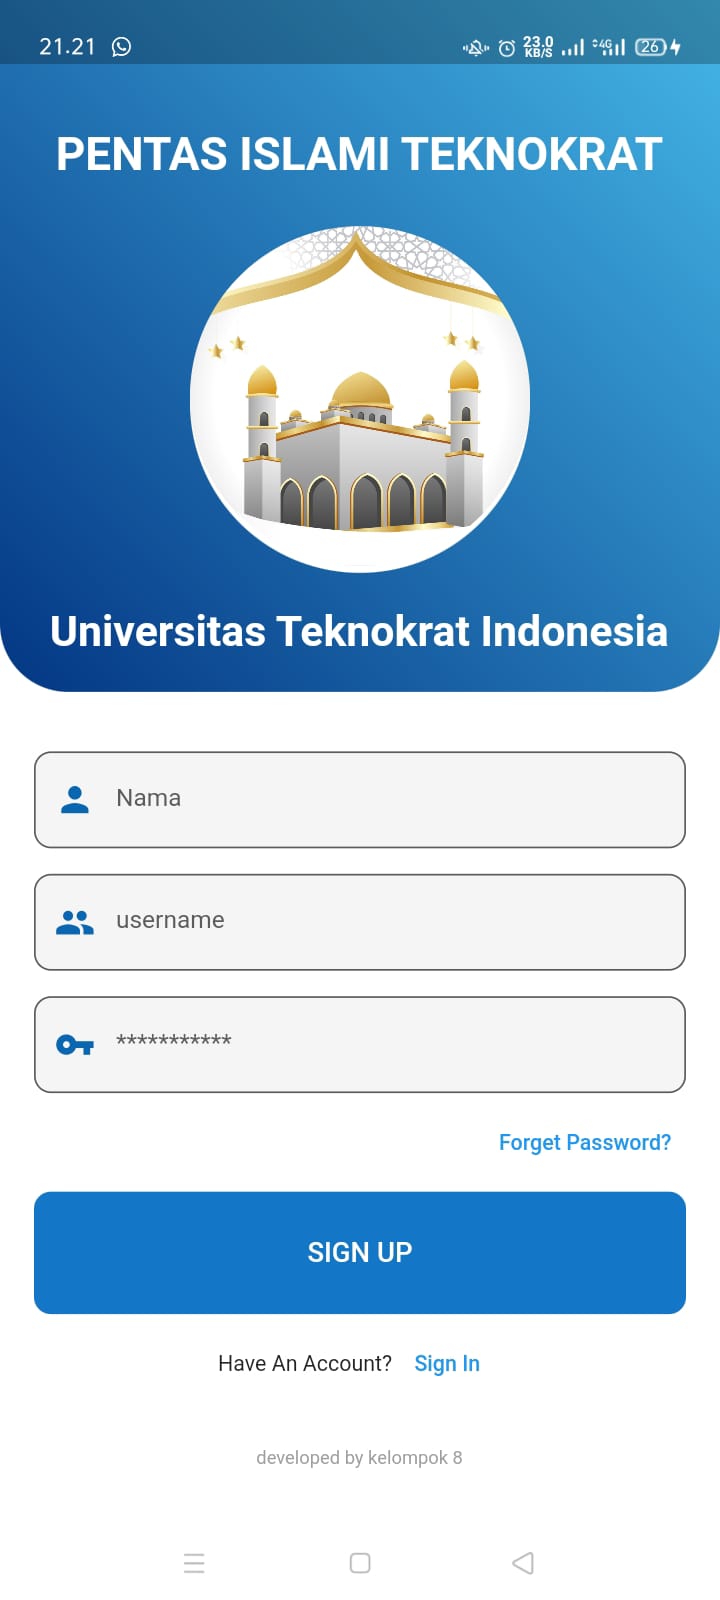 21.21
23.0
KB/S
4G
26
PENTAS ISLAMI TEKNOKRAT
Universitas Teknokrat Indonesia
Nama
username
***********
Forget Password?
SIGN UP
Have An Account? Sign In
developed by kelompok 8